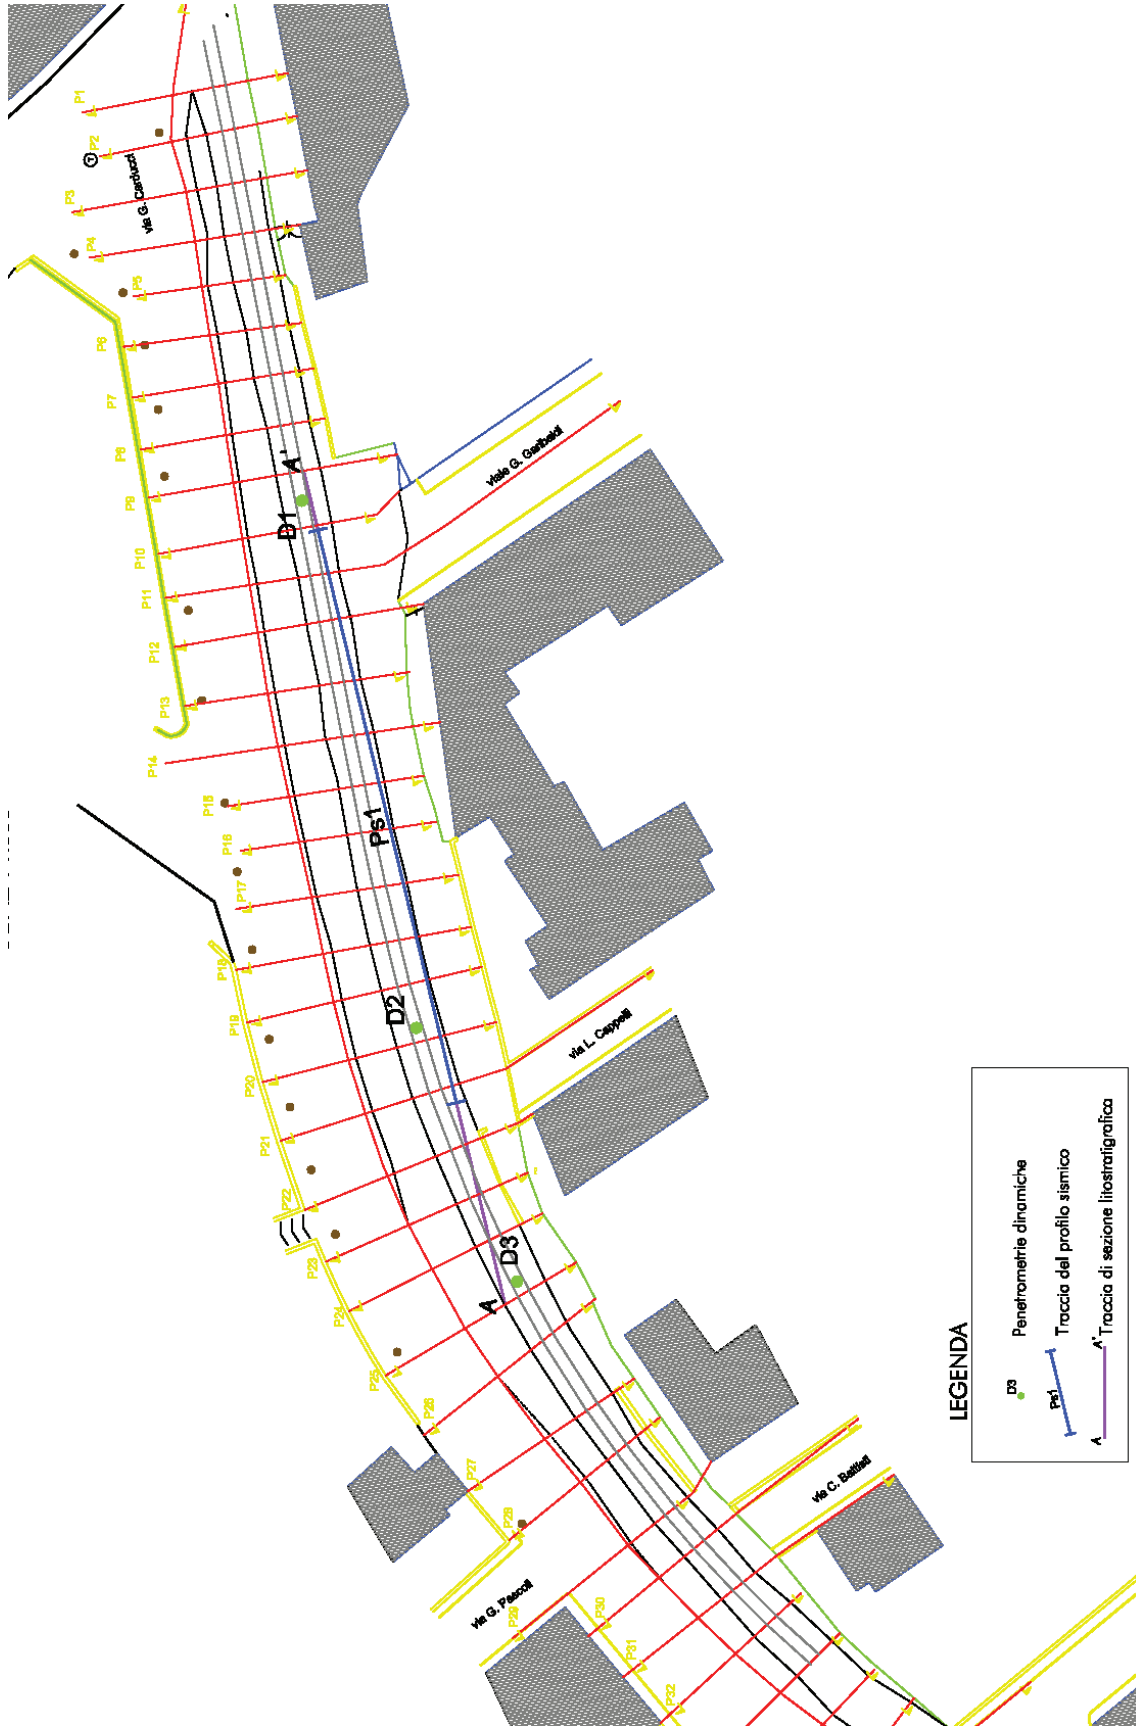 P1
P2
T
via G. Carducci
P3
P4
P5
P6
P7
P8
P9
A'
D1
viale G. Garibaldi
P10
P11
P12
P13
P14
P15
P16
Ps1
P17
P18
P19
D2
via L. Cappelli
P20
P21
P22
P23
D3
A
P24
P25
P26
P27
P28
via C. Battisti
via G. Pascoli
P29
P30
P31
P32
LEGENDA
D3 Penetrometrie dinamiche
Ps1 Traccia del profilo sismico
A A' Traccia di sezione litostratigrafica